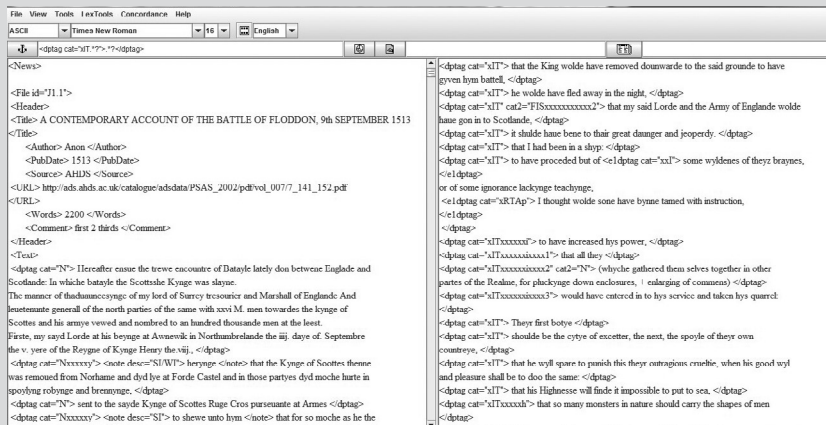 File View Tools LexTools Concordance Help
ASCII Times New Roman 16 English
<dptag cat="xIT.*?">.*?</dptag>
<News>
<File id="J1.1">
<Header>
<Title> A CONTEMPORARY ACCOUNT OF THE BATTLE OF FLODDON, 9th SEPTEMBER 1513
</Title>
<Author> Anon </Author>
<PubDate> 1513 </PubDate>
<Source> AHDS </Source>
<URL> http://ads.ahds.ac.uk/catalogue/adsdata/PSAS_2002/pdf/vol_007/7_141_152.pdf
</URL>
<Words> 2200 </Words>
<Comment> first 2 thirds </Comment>
</Header>
<Text>
<dptag cat="N"> Hereafter ensue the trewe encountre of Batayle lately don betwene Englade and
Scotlande: In whiche batayle the Scottsshe Kynge was slayne.
The manner of thaduauncesynge of my lord of Surrey tresourier and Marshall of Englande And
leuetenunte generall of the north parties of the same with xxvi M. men towardes the kynge of
Scottes and his armye vewed and nombred to an hundred thousande men at the leest.
Firste, my sayd Lorde at his beynge at Awnewik in Northumbrelande the iiij. daye of. Septembre
the v. yere of the Reygne of Kynge Henry the.viij., </dptag>
<dptag cat="Nxxxxxy"> <note desc="SI/WI"> herynge </note> that the Kynge of Scottes thenne
was remoued from Norhame and dyd lye at Forde Castel and in those partyes dyd moche hurte in
spoylyng robynge and brennynge, </dptag>
<dptag cat="N"> sent to the sayde Kynge of Scottes Ruge Cros purseuante at Armes </dptag>
<dptag cat="Nxxxxxy"> <note desc="SI"> to shewe unto hym </note> that for so moche as he the
<dptag cat="xIT"> that the King wolde have removed dounwarde to the said grounde to have
gyven hym battell, </dptag>
<dptag cat="xIT"> he wolde have fled away in the night, </dptag>
<dptag cat="xIT" cat2="FISxxxxxxxxxx2"> that my said Lorde and the Army of Englande wolde
haue gon in to Scotlande, </dptag>
<dptag cat="xIT"> it shulde haue bene to thair great daunger and jeoperdy. </dptag>
<dptag cat="xIT"> that I had been in a shyp: </dptag>
<dptag cat="xIT"> to have proceded but of <e1dptag cat="xxI"> some wyldenes of theyz braynes,
</e1dptag>
or of some ignorance lackynge teachynge,
<e1dptag cat="xRTAp"> I thought wolde sone have bynne tamed with instruction,
</e1dptag>
</dptag>
<dptag cat="xITxxxxxxi"> to have increased hys power, </dptag>
<dptag cat="xITxxxxxxixxxx1"> that all they </dptag>
<dptag cat="xITxxxxxxixxxx2" cat2="N"> (whyche gathered them selves together in other
partes of the Realme, for pluckynge down enclosures, + enlarging of commens) </dptag>
<dptag cat="xITxxxxxxixxxx3"> would have entered in to hys service and taken hys quarrel:
</dptag>
<dptag cat="xIT"> Theyr first botye </dptag>
<dptag cat="xIT"> shoulde be the cytye of excetter, the next, the spoyle of theyr own
countreye, </dptag>
<dptag cat="xIT"> that he wyll spare to punish this theyr outragious crueltie, when his good wyl
and pleasure shall be to doo the same: </dptag>
<dptag cat="xIT"> that his Highnesse will finde it impossible to put to sea, </dptag>
<dptag cat="xITxxxxxh"> that so many monsters in nature should carry the shapes of men
</dptag>